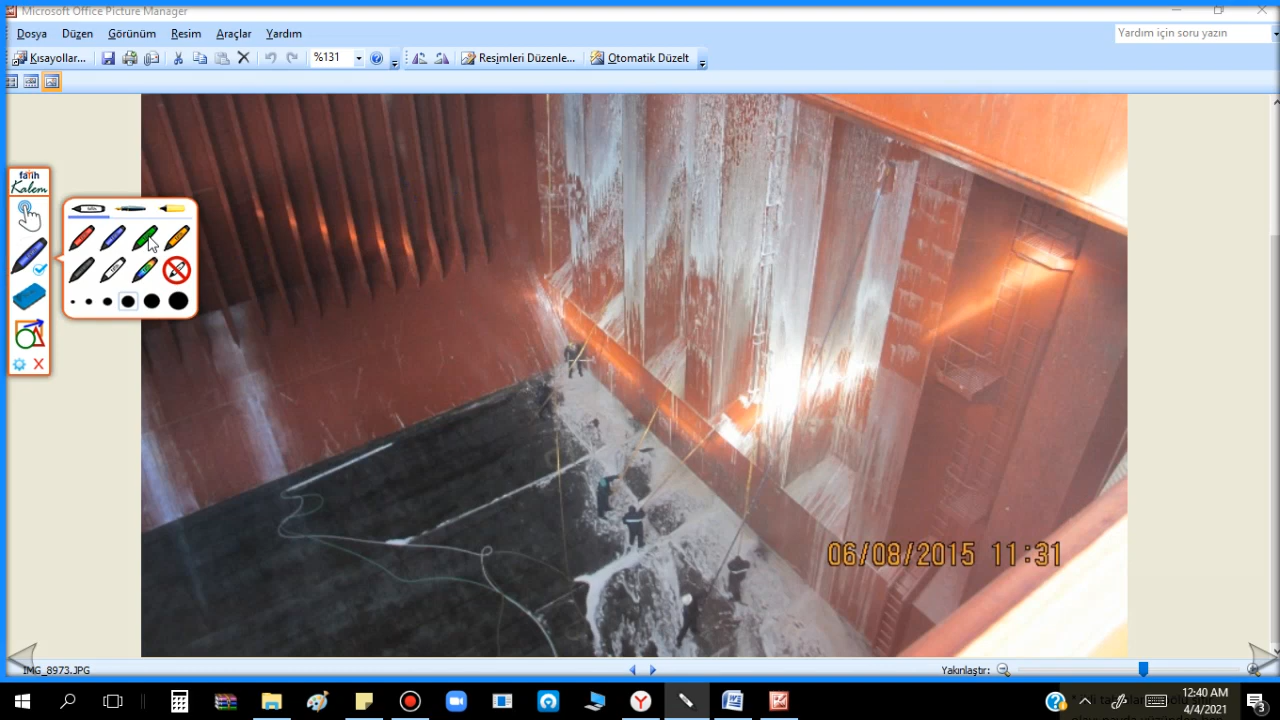 Microsoft Office Picture Manager
Dosya Düzen Görünüm Resim Araçlar Yardım
Yardım için soru yazın
Kısayollar... %131 Resimleri Düzenle... Otomatik Düzelt
fatih
Kalem
06/08/2015 11:31
IMG_8973.JPG
Yakınlaştır:
12:40 AM
4/4/2021
3